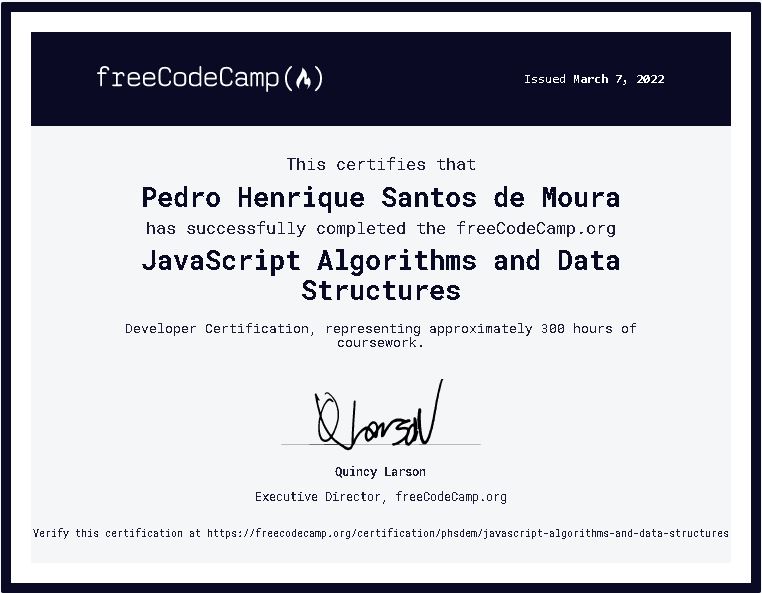 freeCodeCamp(🔥)
Issued March 7, 2022
This certifies that
Pedro Henrique Santos de Moura
has successfully completed the freeCodeCamp.org
JavaScript Algorithms and Data
Structures
Developer Certification, representing approximately 300 hours of
coursework.
Q Larson
Quincy Larson
Executive Director, freeCodeCamp.org
Verify this certification at https://freecodecamp.org/certification/phsdem/javascript-algorithms-and-data-structures